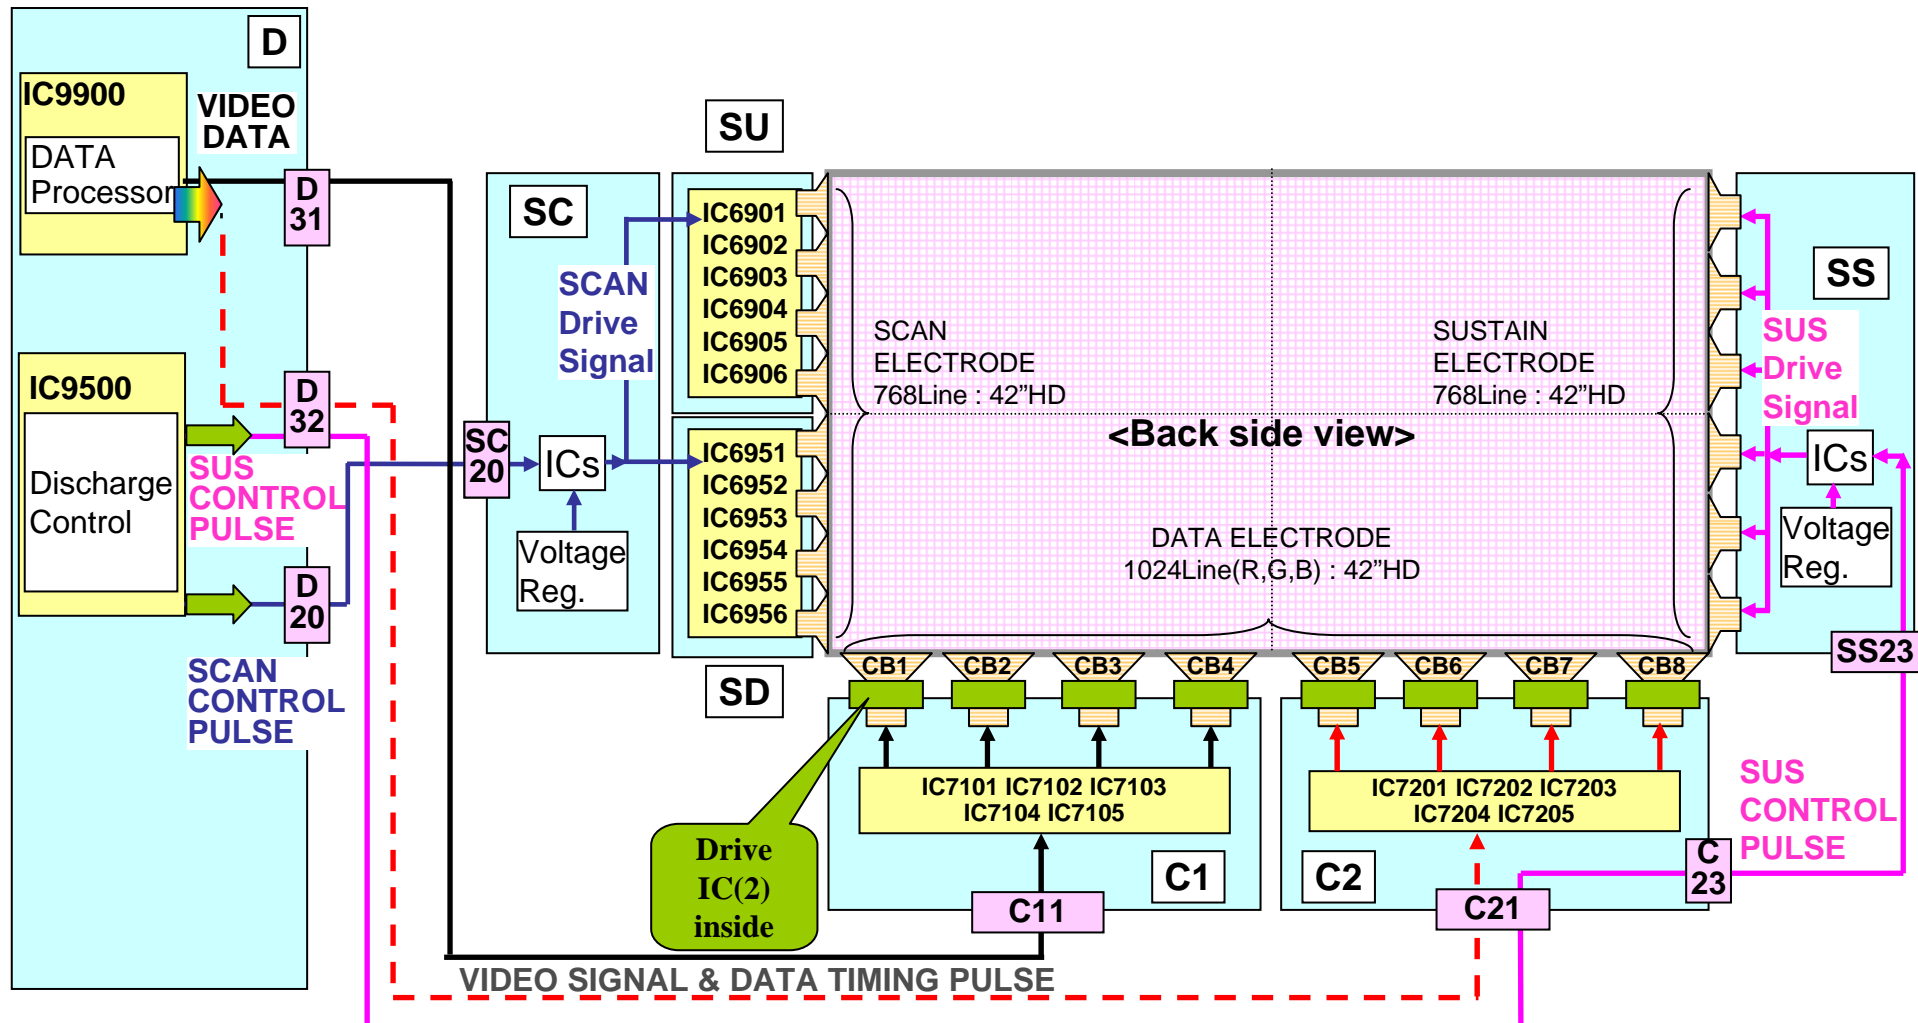 D
IC9900
VIDEO
DATA
DATA
Processor
D
31
IC9500
Discharge
Control
D
32
SUS
CONTROL
PULSE
D
20
SCAN
CONTROL
PULSE
SC
SCAN
Drive
Signal
SC
20
ICs
Voltage
Reg.
SU
IC6901
IC6902
IC6903
IC6904
IC6905
IC6906
IC6951
IC6952
IC6953
IC6954
IC6955
IC6956
SD
SCAN
ELECTRODE
768Line : 42”HD
SUSTAIN
ELECTRODE
768Line : 42”HD
<Back side view>
DATA ELECTRODE
1024Line(R,G,B) : 42”HD
SS
SUS
Drive
Signal
ICs
Voltage
Reg.
SS23
CB1
CB2
CB3
CB4
CB5
CB6
CB7
CB8
IC7101 IC7102 IC7103
IC7104 IC7105
IC7201 IC7202 IC7203
IC7204 IC7205
Drive
IC(2)
inside
C1
C11
C2
C21
C
23
SUS
CONTROL
PULSE
VIDEO SIGNAL & DATA TIMING PULSE